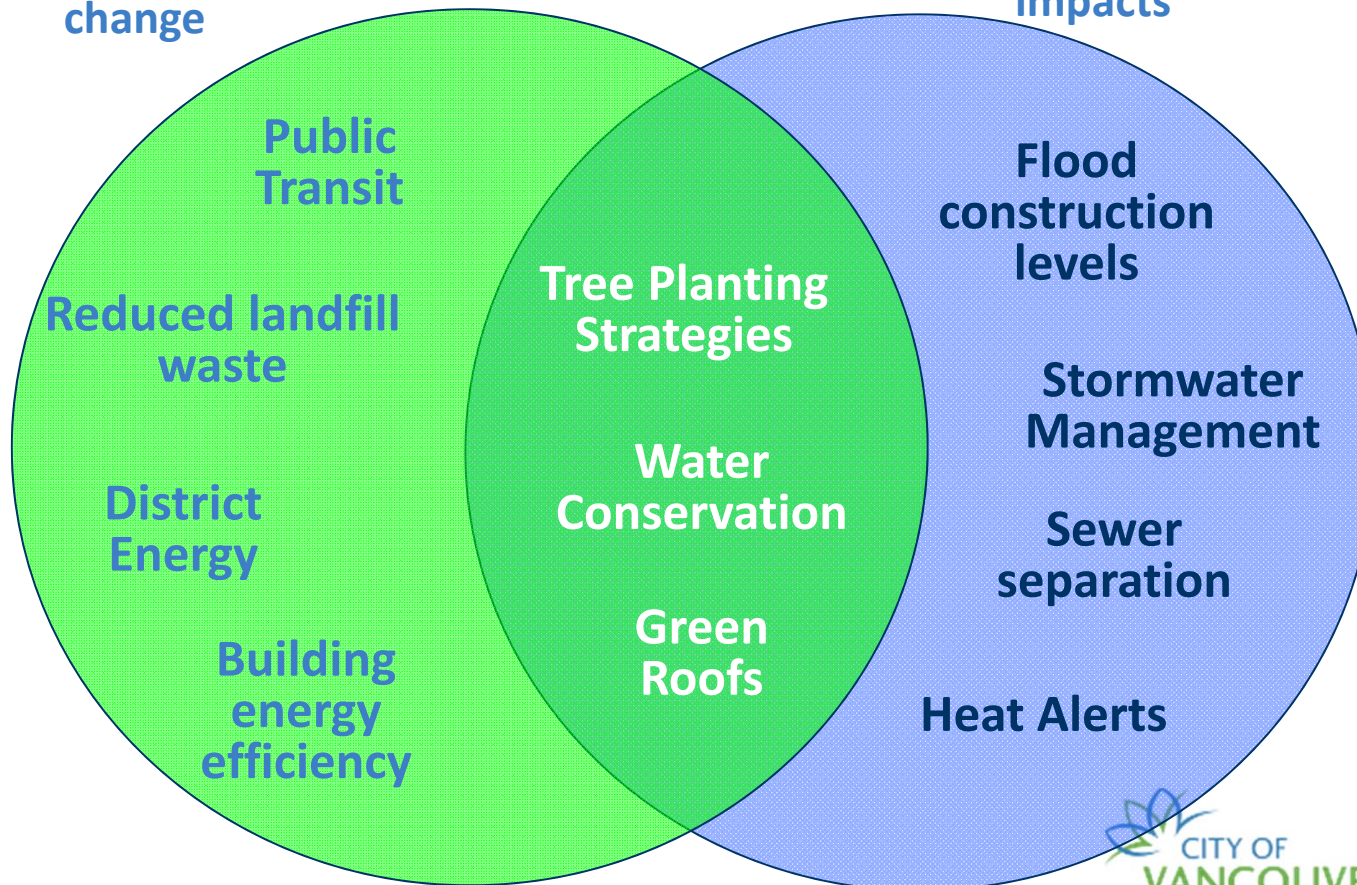 change
impacts
Public
Transit
Reduced landfill
waste
District
Energy
Building
energy
efficiency
Tree Planting
Strategies
Water
Conservation
Green
Roofs
Flood
construction
levels
Stormwater
Management
Sewer
separation
Heat Alerts
CITY OF
VANCOUVE